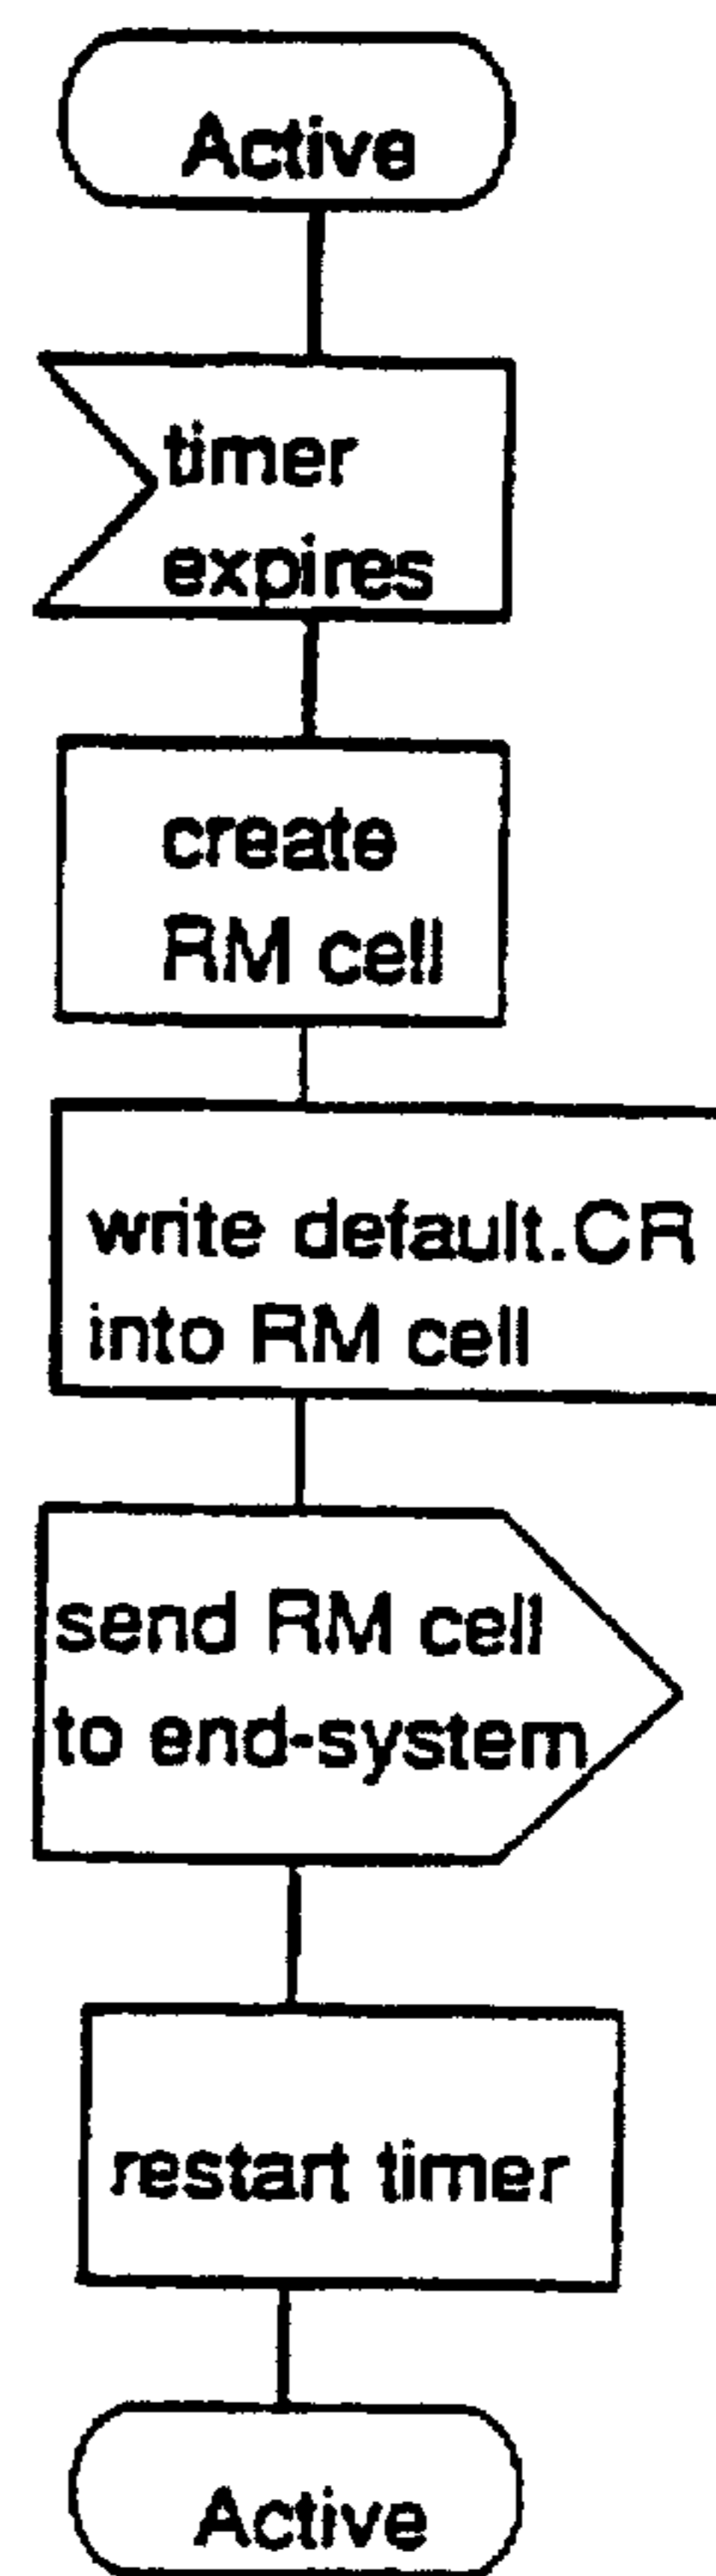 Active
timer
expires
create
RM cell
write default.CR
into RM cell
send RM cell
to end-system
restart timer
Active